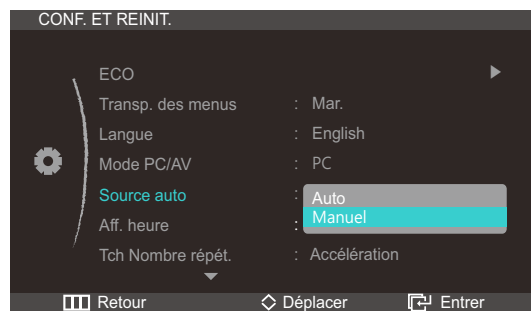 CONF. ET REINIT.
ECO
Transp. des menus : Mar.
Langue : English
Mode PC/AV : PC
Source auto : Auto
Manuel
Aff. heure :
Tch Nombre répét. : Accélération
Retour Déplacer Entrer